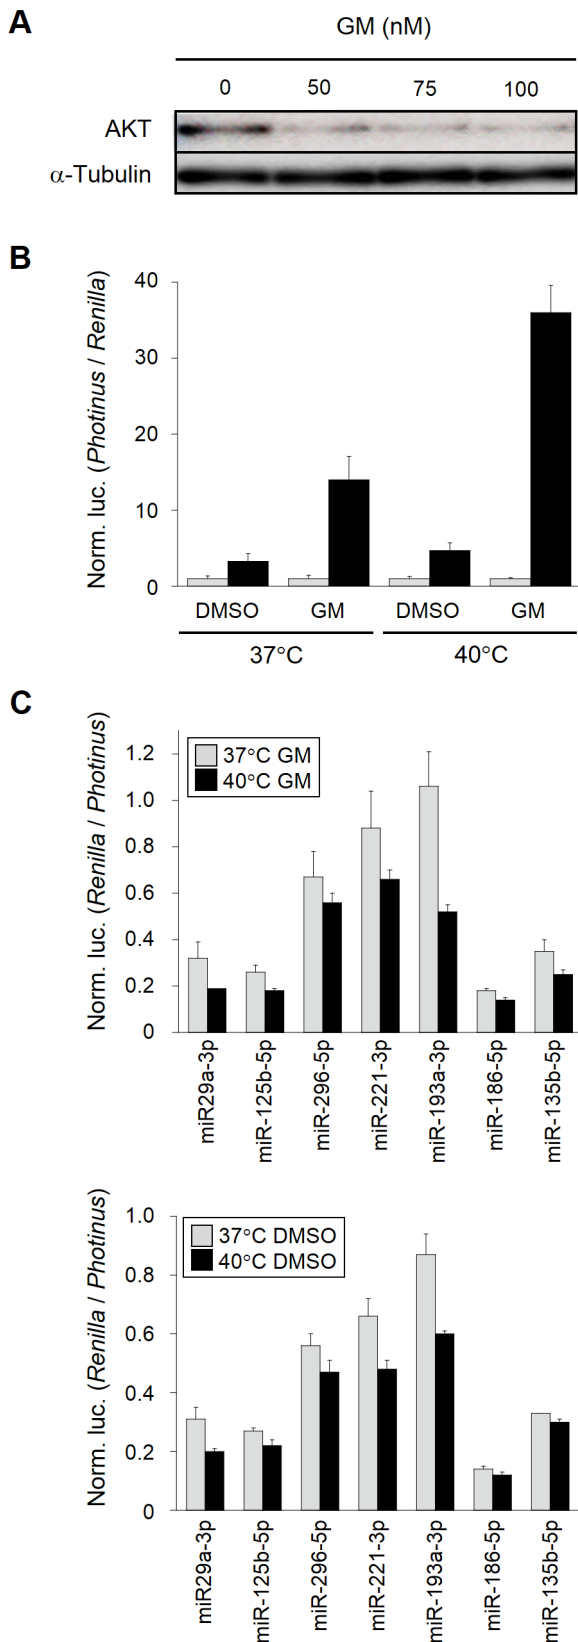 A
GM (nM)
0 50 75 100
AKT
α-Tubulin
B
Norm. luc. (Photinus / Renilla)
40
30
20
10
0
DMSO GM DMSO GM
37°C 40°C
C
Norm. luc. (Renilla / Photinus)
37°C GM
40°C GM
1.2
1.0
0.8
0.6
0.4
0.2
0
miR29a-3p
miR-125b-5p
miR-296-5p
miR-221-3p
miR-193a-3p
miR-186-5p
miR-135b-5p
Norm. luc. (Renilla / Photinus)
37°C DMSO
40°C DMSO
1.0
0.8
0.6
0.4
0.2
0
miR29a-3p
miR-125b-5p
miR-296-5p
miR-221-3p
miR-193a-3p
miR-186-5p
miR-135b-5p